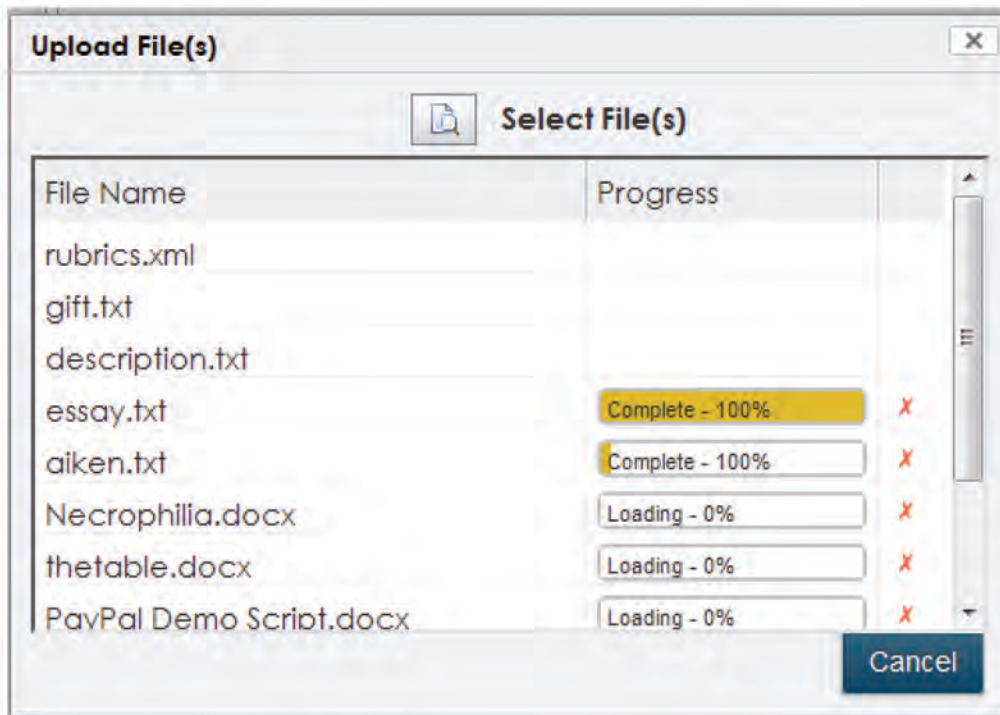 Upload File(s)
Select File(s)
File Name Progress
rubrics.xml
gift.txt
description.txt
essay.txt Complete - 100%
aiken.txt Complete - 100%
Necrophilia.docx Loading - 0%
thetable.docx Loading - 0%
PayPal Demo Script.docx Loading - 0%
Cancel